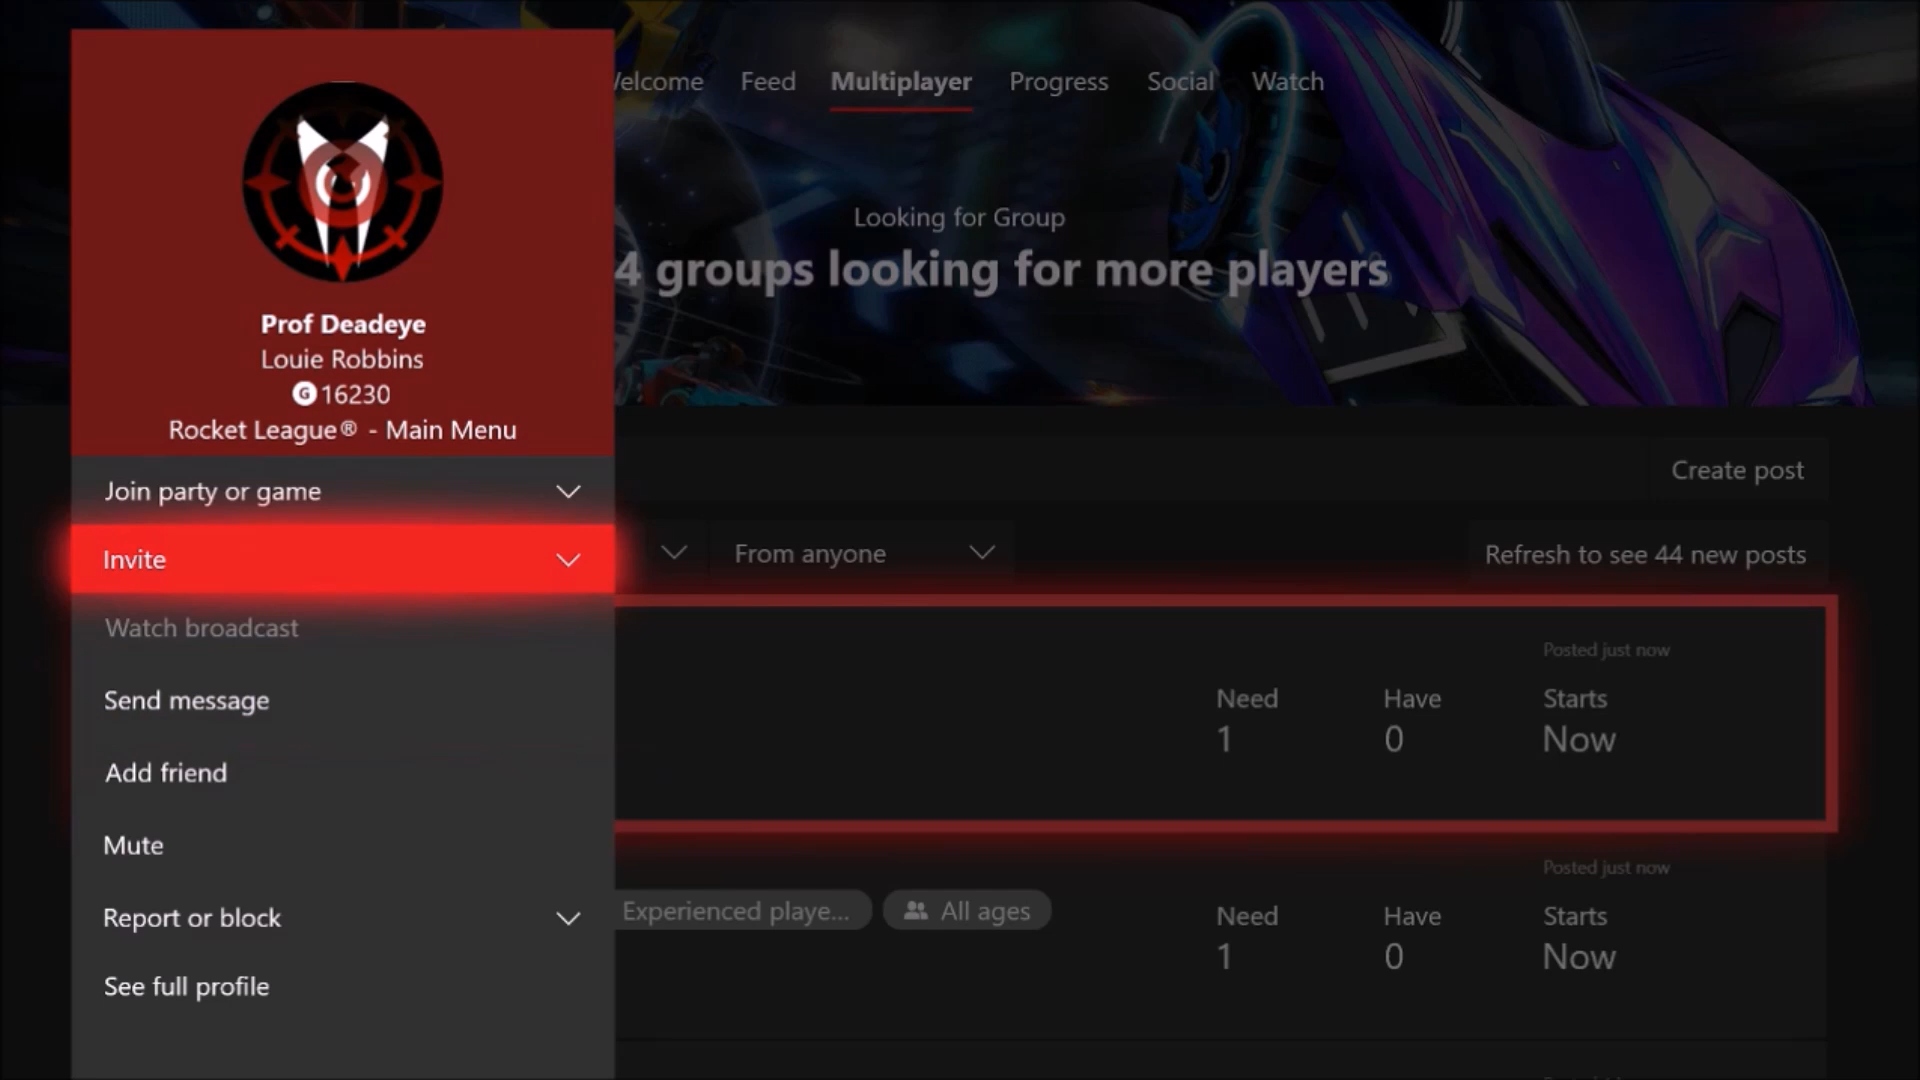 Welcome Feed Multiplayer Progress Social Watch
Looking for Group
4 groups looking for more players
Prof Deadeye
Louie Robbins
G 16230
Rocket League® - Main Menu
Join party or game
Invite
Watch broadcast
Send message
Add friend
Mute
Report or block
See full profile
Create post
From anyone
Refresh to see 44 new posts
Posted just now
Need Have Starts
1 0 Now
Posted just now
Experienced playe... All ages
Need Have Starts
1 0 Now